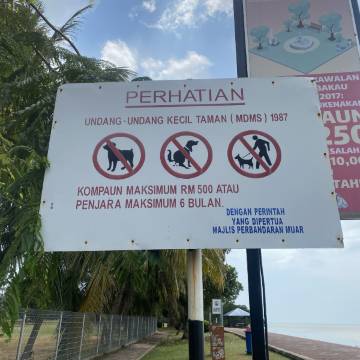 PERHATIAN
UNDANG-UNDANG KECIL TAMAN ( MDMS ) 1987
KOMPAUN MAKSIMUM RM 500 ATAU
PENJARA MAKSIMUM 6 BULAN.
DENGAN PERINTAH
YANG DIPERTUA
MAJLIS PERBANDARAN MUAR
2017: